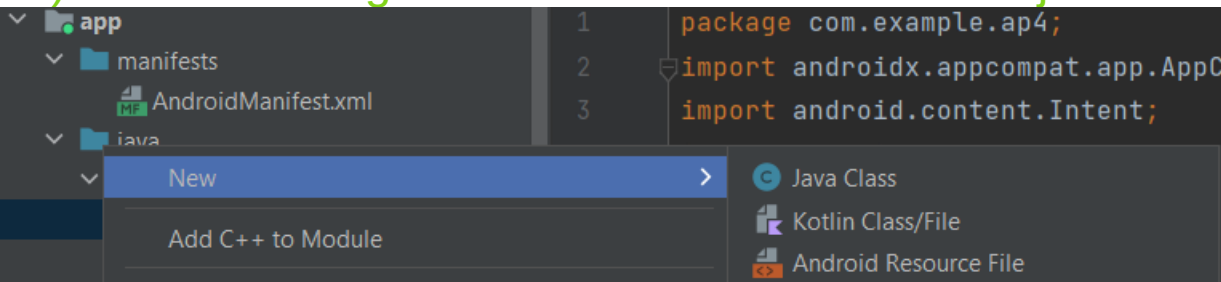 app
manifests
AndroidManifest.xml
java
1 package com.example.ap4;
2 import androidx.appcompat.app.AppC
3 import android.content.Intent;
New
Add C++ to Module
Java Class
Kotlin Class/File
Android Resource File